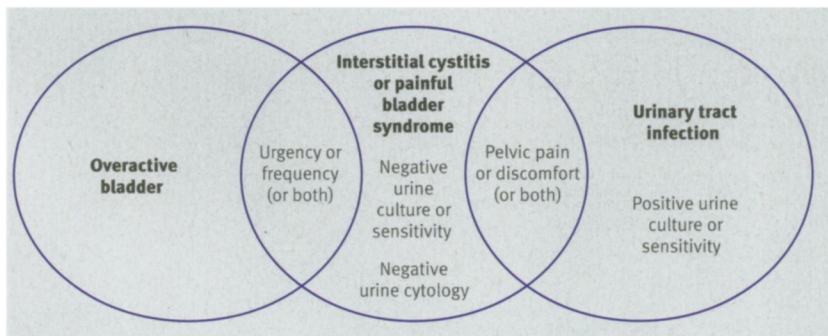 Overactive
bladder
Urgency or
frequency
(or both)
Interstitial cystitis
or painful
bladder
syndrome
Negative
urine
culture or
sensitivity
Negative
urine cytology
Pelvic pain
or discomfort
(or both)
Urinary tract
infection
Positive urine
culture or
sensitivity